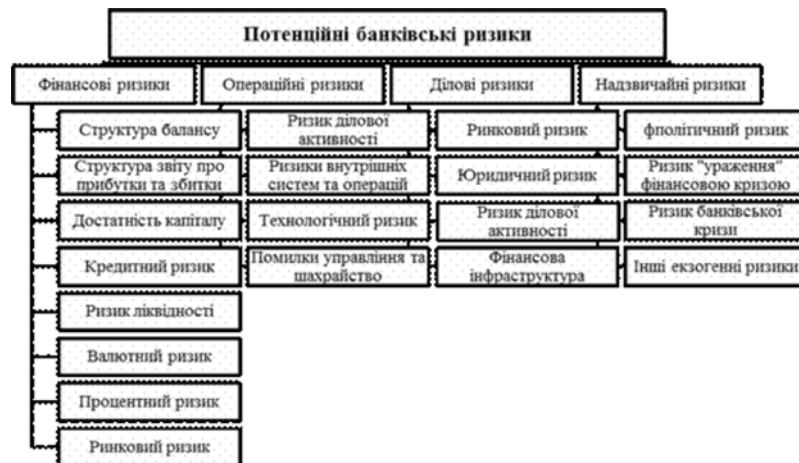 Потенційні банківські ризики
Фінансові ризики
Операційні ризики
Ділові ризики
Надзвичайні ризики
Структура балансу
Структура звіту про
прибутки та збитки
Достатність капіталу
Кредитний ризик
Ризик ліквідності
Валютний ризик
Процентний ризик
Ринковий ризик
Ризик ділової
активності
Ризики внутрішніх
систем та операцій
Технологічний ризик
Помилки управління та
шахрайство
Ринковий ризик
Юридичний ризик
Ризик ділової
активності
Фінансова
інфраструктура
фполітичний ризик
Ризик "ураження"
фінансовою кризою
Ризик банківської
кризи
Інші екзогенні ризики